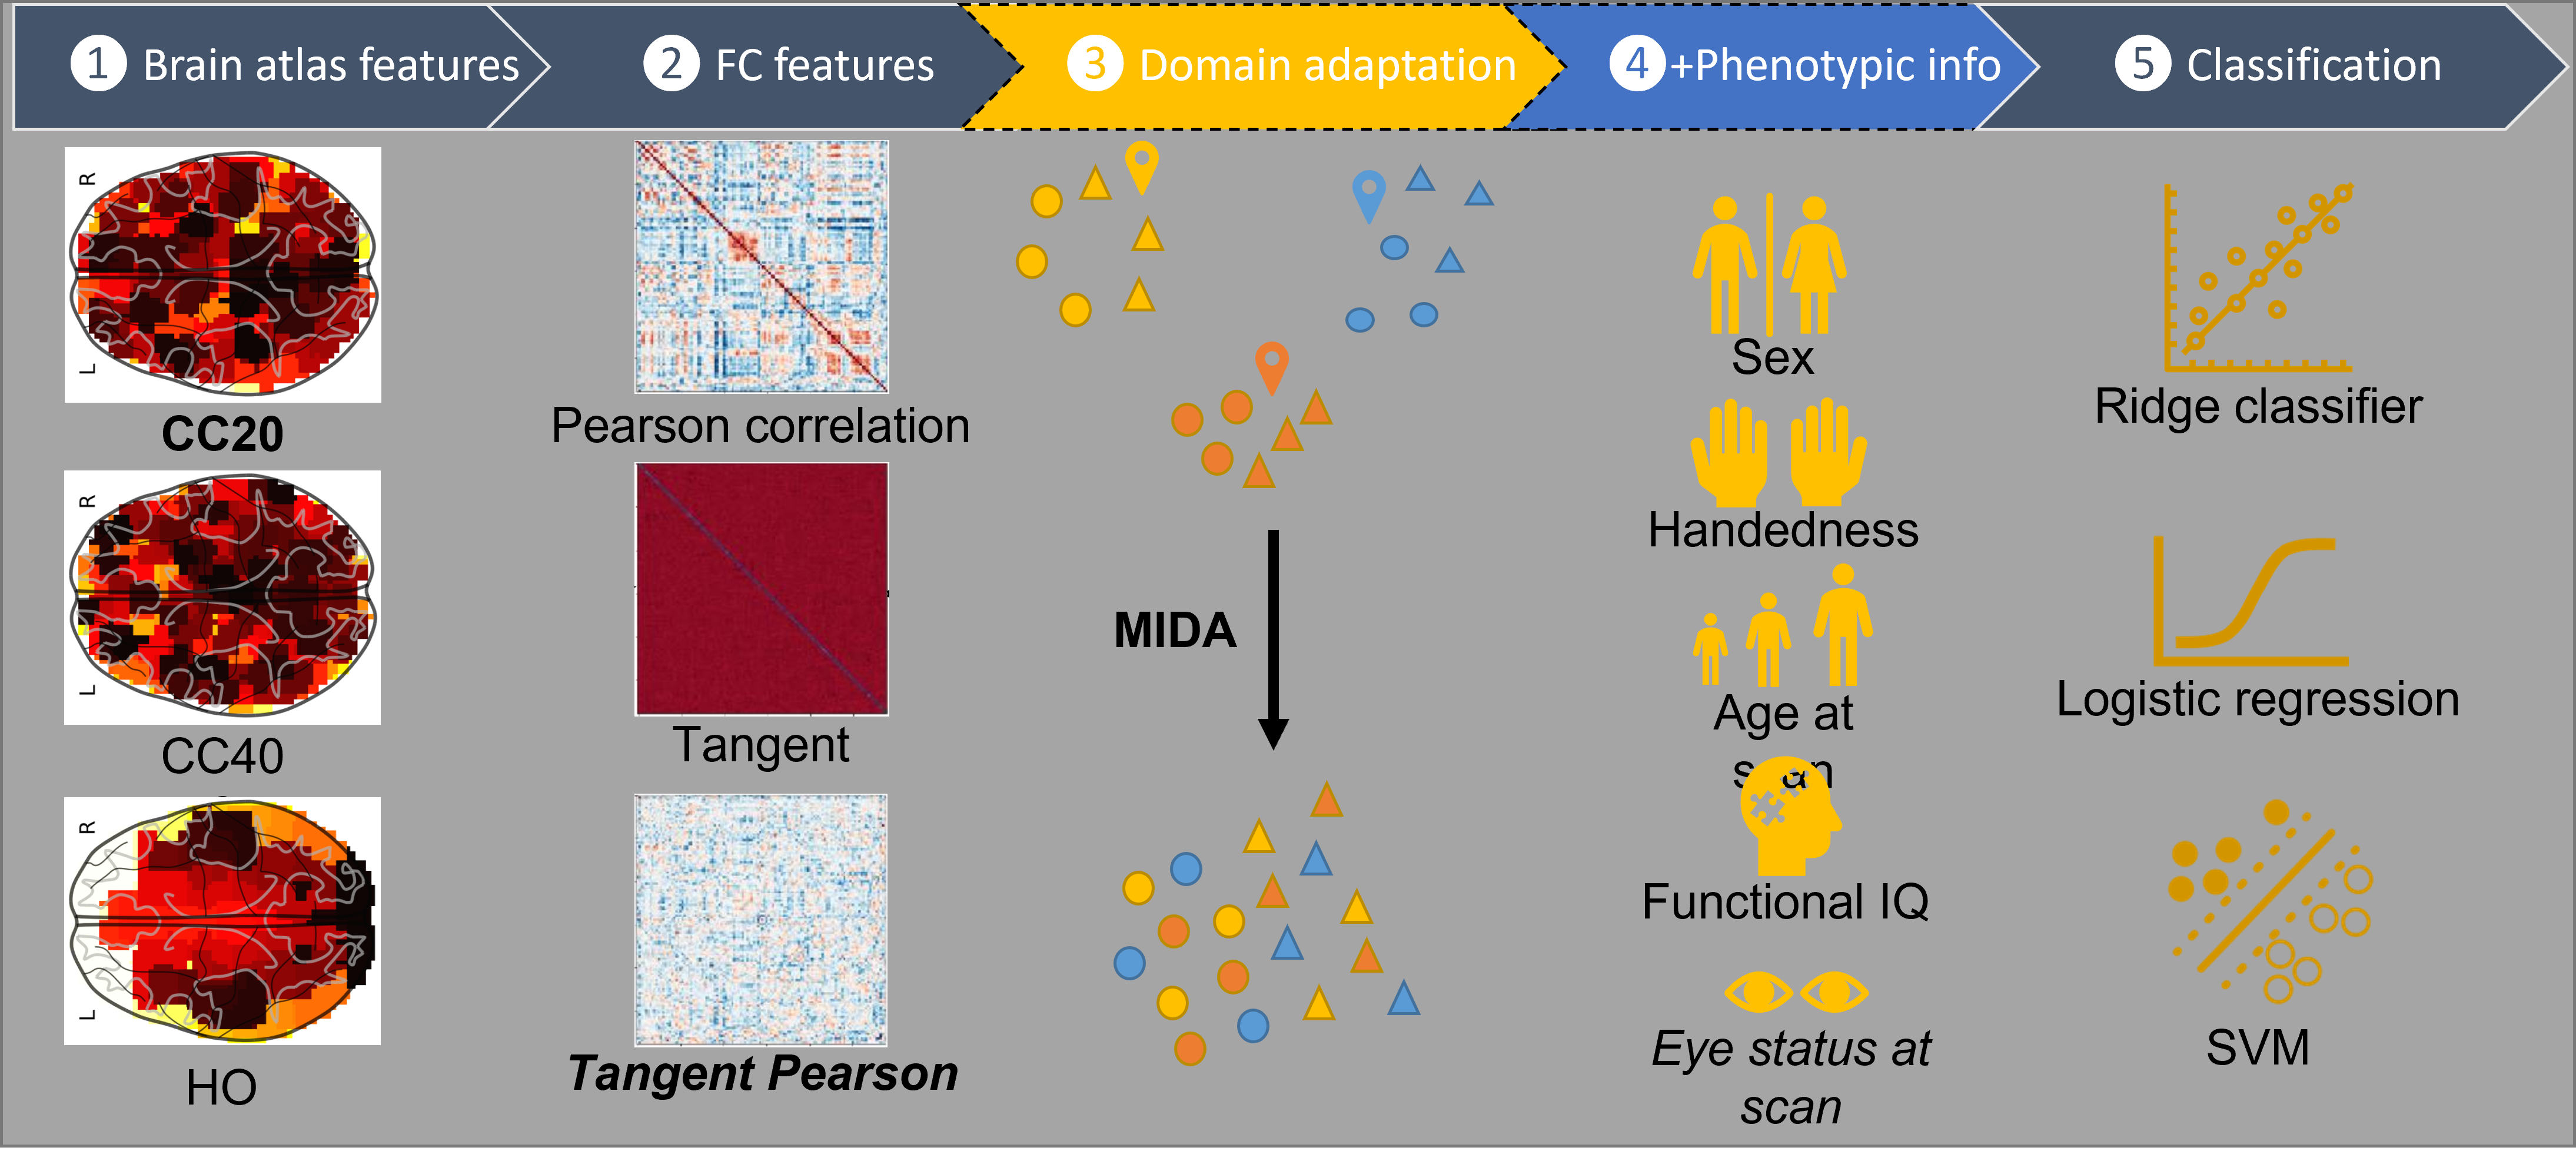 1 Brain atlas features
2 FC features
3 Domain adaptation
4 +Phenotypic info
5 Classification
R
L
CC20
R
L
CC40
R
L
HO
Pearson correlation
Tangent
Tangent Pearson
MIDA
Sex
Handedness
Age at
scan
Functional IQ
Eye status at
scan
Ridge classifier
Logistic regression
SVM